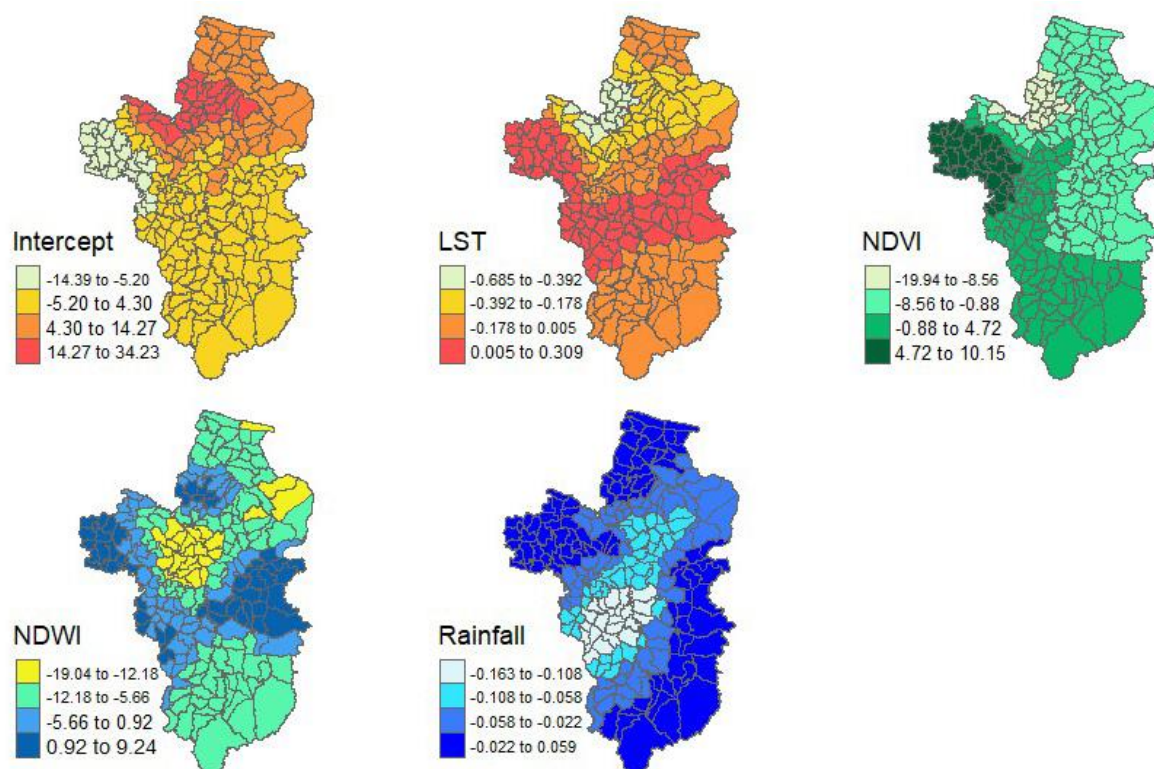 Intercept
-14.39 to -5.20
-5.20 to 4.30
4.30 to 14.27
14.27 to 34.23
LST
-0.685 to -0.392
-0.392 to -0.178
-0.178 to 0.005
0.005 to 0.309
NDVI
-19.94 to -8.56
-8.56 to -0.88
-0.88 to 4.72
4.72 to 10.15
NDWI
-19.04 to -12.18
-12.18 to -5.66
-5.66 to 0.92
0.92 to 9.24
Rainfall
-0.163 to -0.108
-0.108 to -0.058
-0.058 to -0.022
-0.022 to 0.059